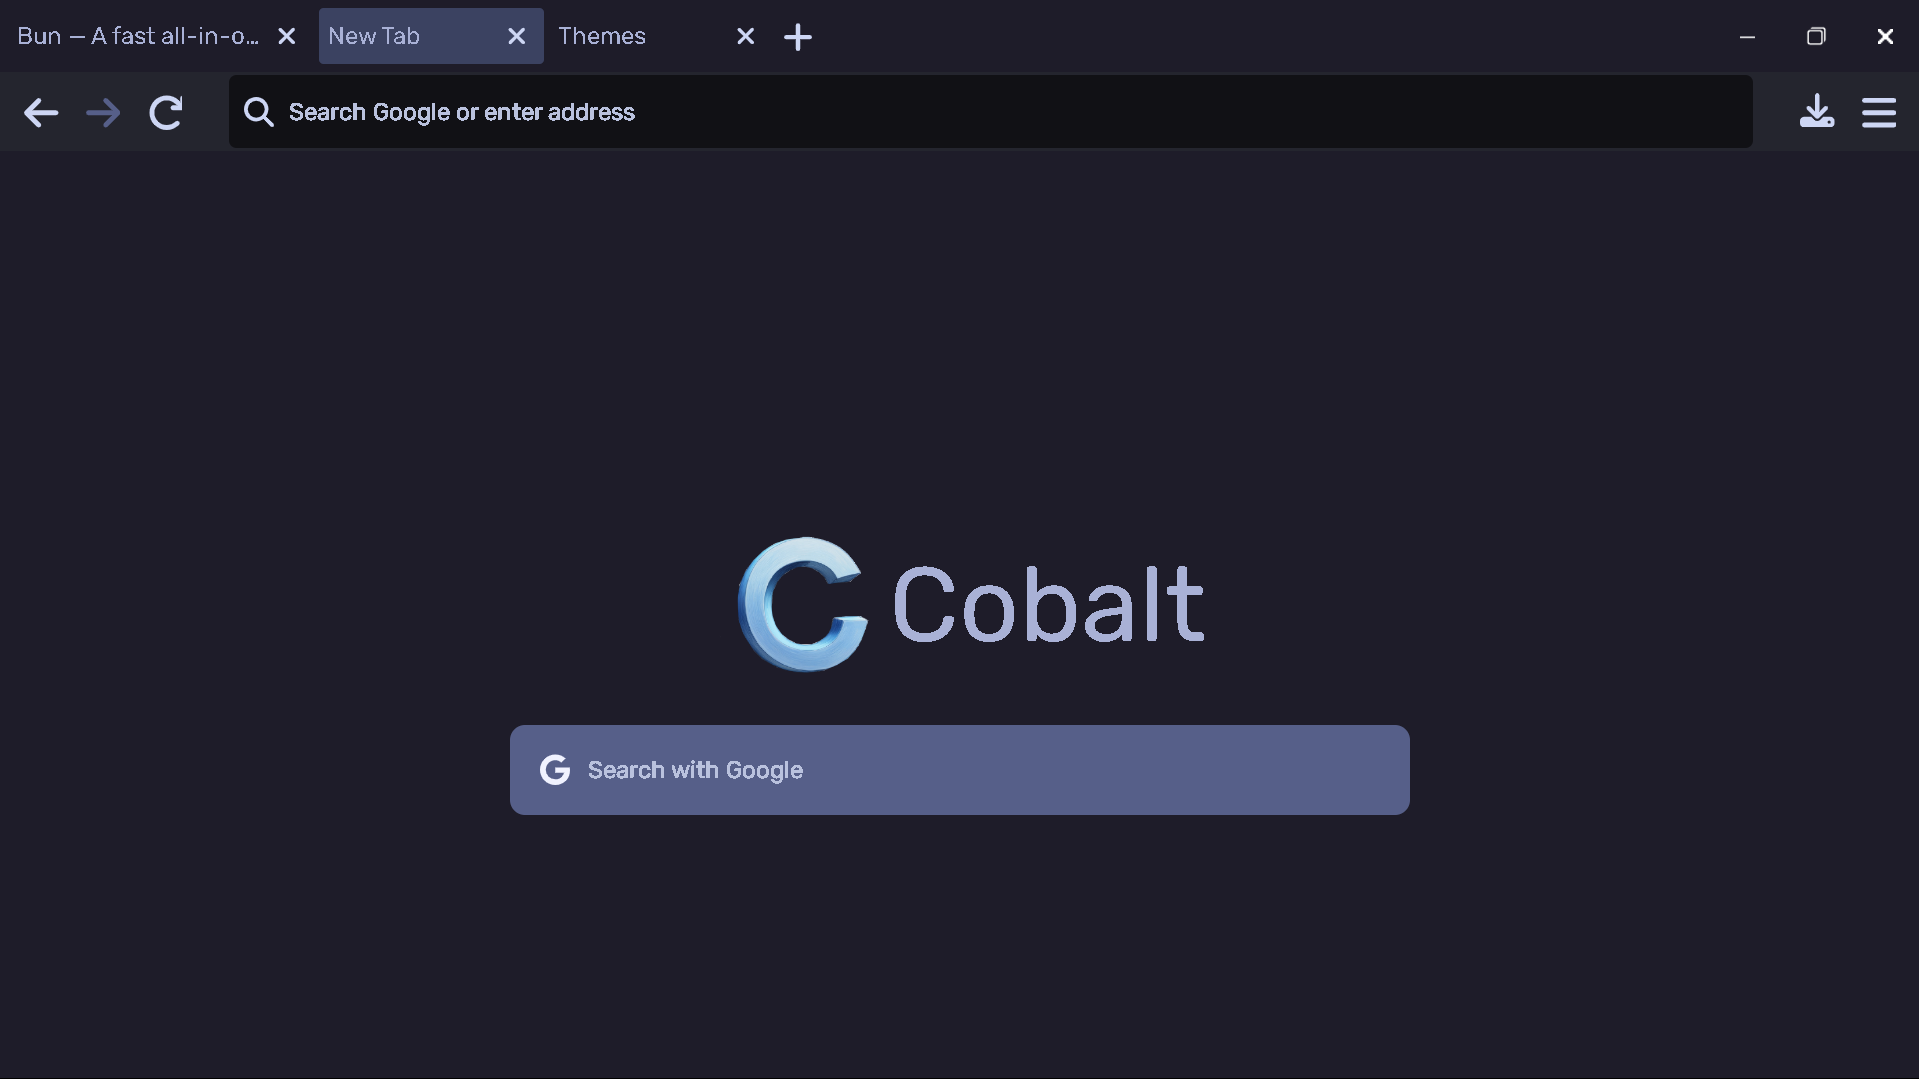 Bun — A fast all-in-o...
New Tab
Themes
Search Google or enter address
C Cobalt
G Search with Google